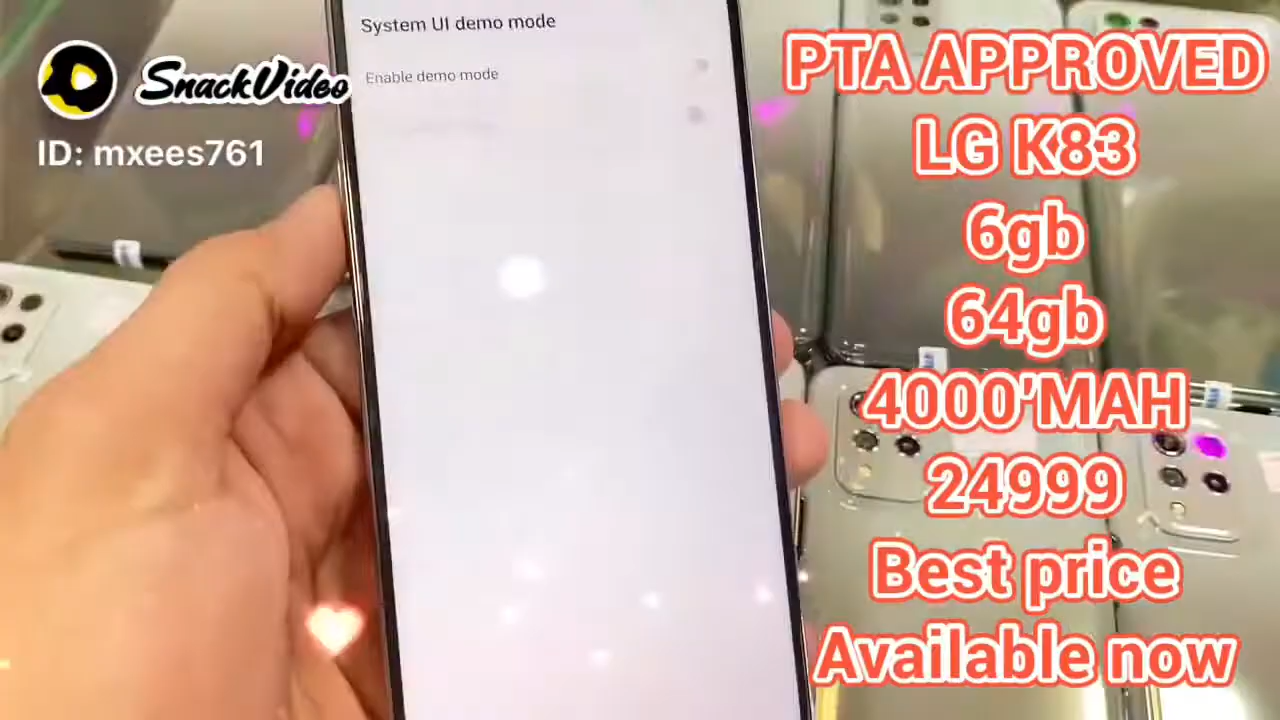 System UI demo mode
Enable demo mode
SnackVideo
ID: mxees761
PTA APPROVED
LG K83
6gb
64gb
4000'MAH
24999
Best price
Available now